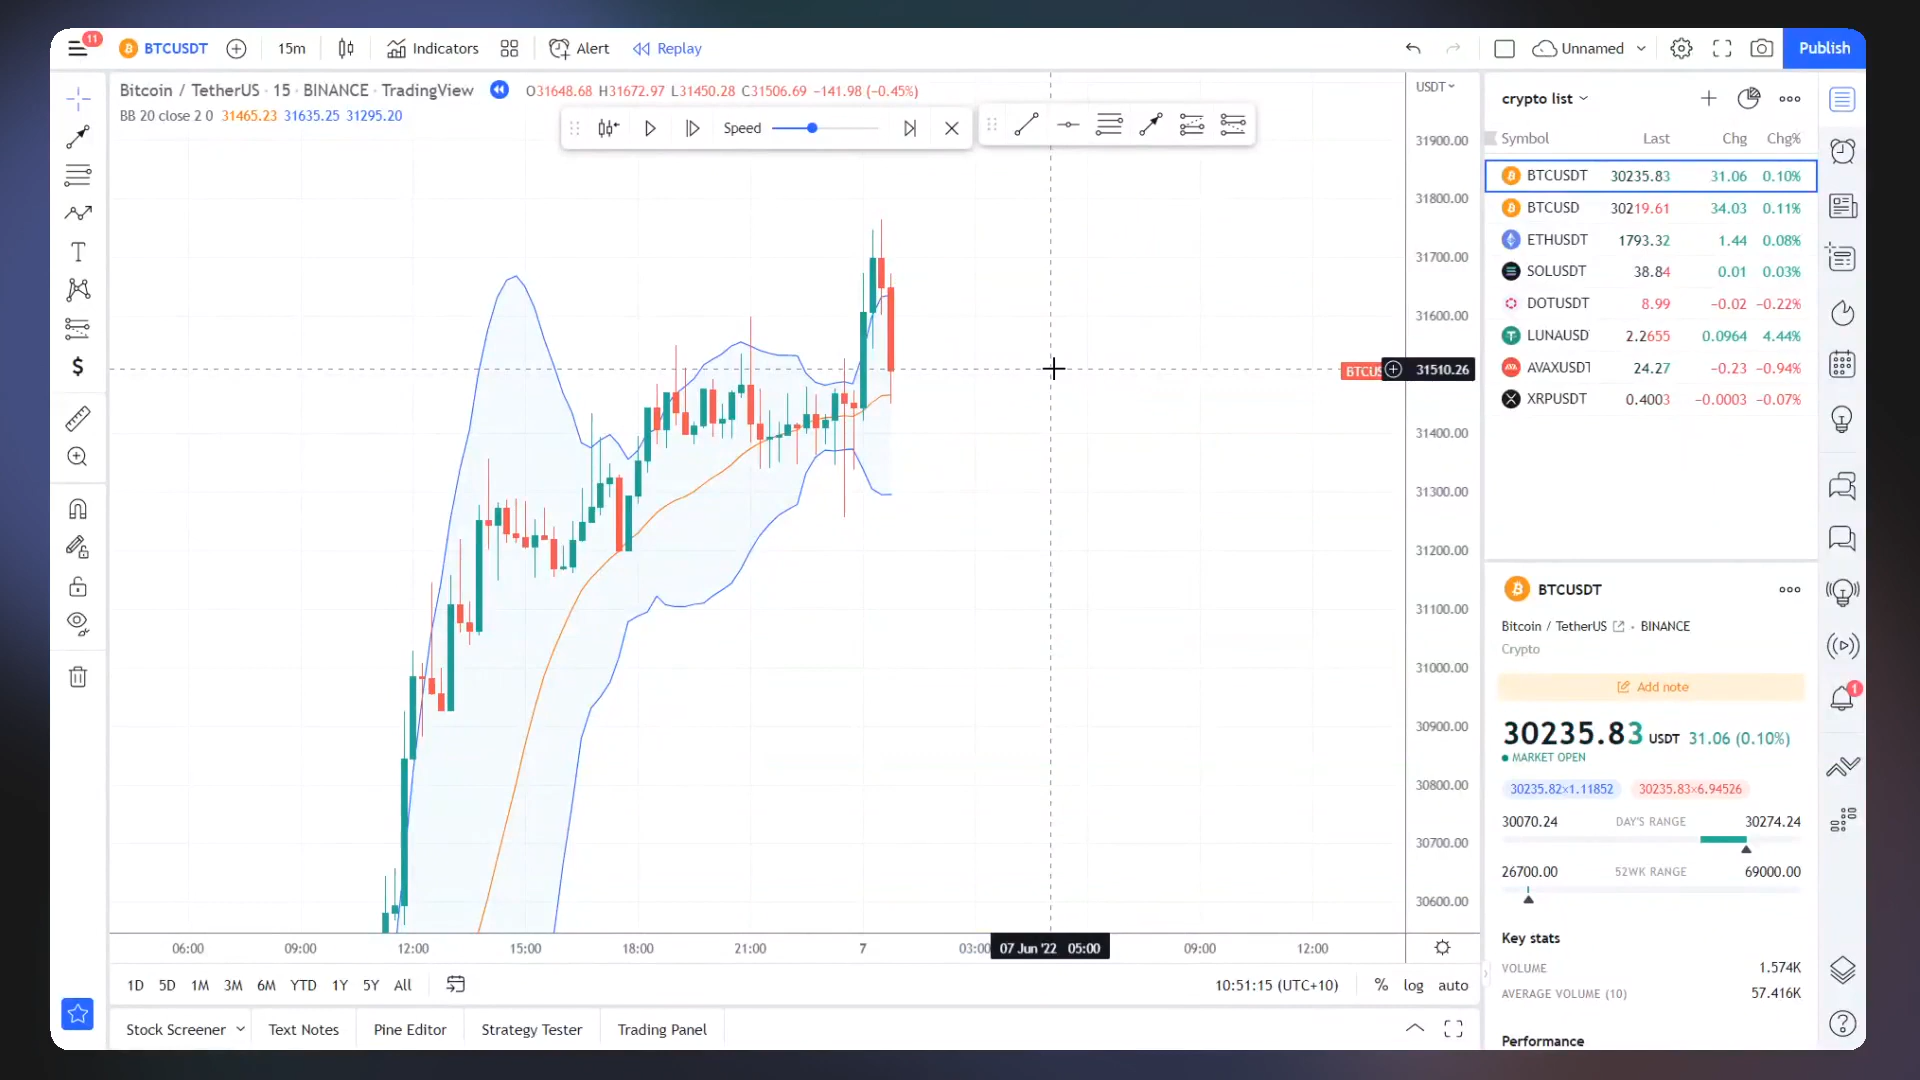 11
BTCUSDT
15m
Indicators
Alert
Replay
Unnamed
Publish
Bitcoin / TetherUS · 15 · BINANCE · TradingView
O31648.68 H31672.97 L31450.28 C31506.69 −141.98 (−0.45%)
BB 20 close 2 0 31465.23 31635.25 31295.20
Speed
USDT
31900.00
31800.00
31700.00
31600.00
BTCUS
31510.26
31400.00
31300.00
31200.00
31100.00
31000.00
30900.00
30800.00
30700.00
30600.00
06:00 09:00 12:00 15:00 18:00 21:00 7 03:00 07 Jun '22 05:00 09:00 12:00
1D 5D 1M 3M 6M YTD 1Y 5Y All
10:51:15 (UTC+10) % log auto
Stock Screener Text Notes Pine Editor Strategy Tester Trading Panel
crypto list
Symbol Last Chg Chg%
BTCUSDT 30235.83 31.06 0.10%
BTCUSD 30219.61 34.03 0.11%
ETHUSDT 1793.32 1.44 0.08%
SOLUSDT 38.84 0.01 0.03%
DOTUSDT 8.99 −0.02 −0.22%
LUNAUSD 2.2655 0.0964 4.44%
AVAXUSDT 24.27 −0.23 −0.94%
XRPUSDT 0.4003 −0.0003 −0.07%
BTCUSDT
Bitcoin / TetherUS · BINANCE
Crypto
Add note
30235.83 USDT 31.06 (0.10%)
MARKET OPEN
30235.82×1.11852 30235.83×6.94526
30070.24 DAY'S RANGE 30274.24
26700.00 52WK RANGE 69000.00
Key stats
VOLUME 1.574K
AVERAGE VOLUME (10) 57.416K
Performance
1